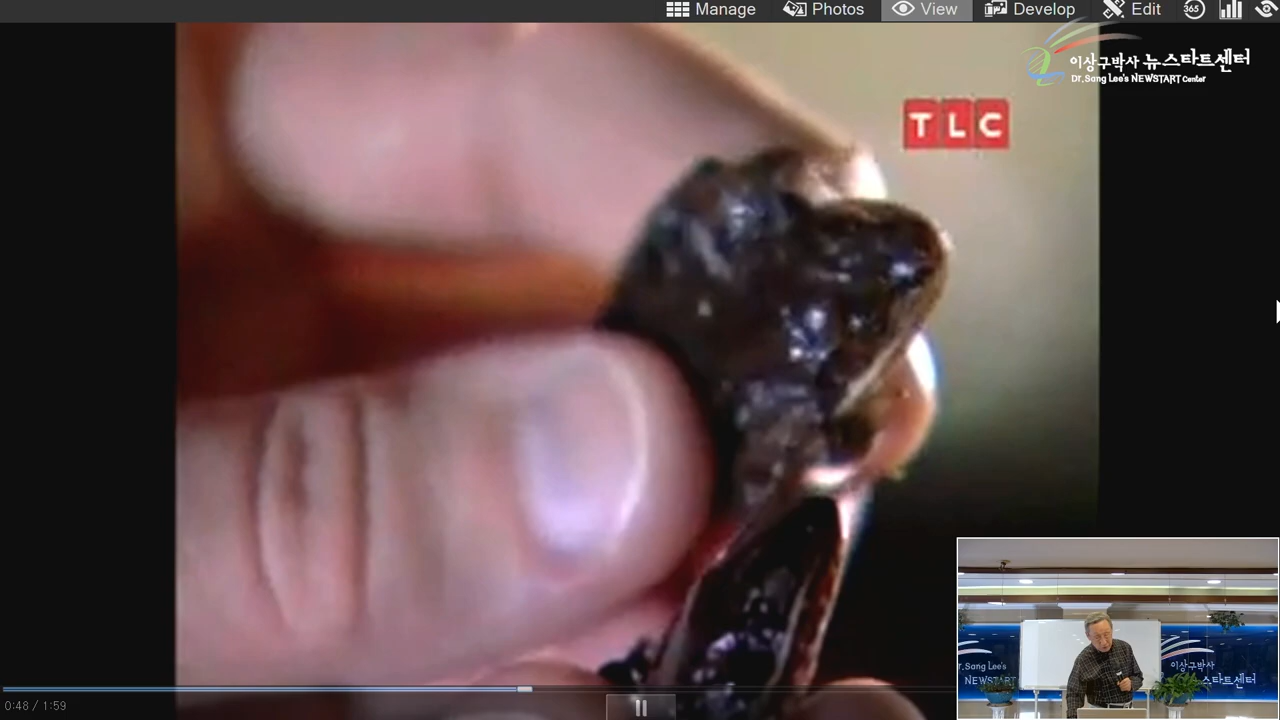 Manage
Photos
View
Develop
Edit
365
이상구박사 뉴스타트센터
Dr. Sang Lee's NEWSTART Center
TLC
0:48 / 1:59
r.Sang Lee's
NEWSTART
이상구박사
스타트센터